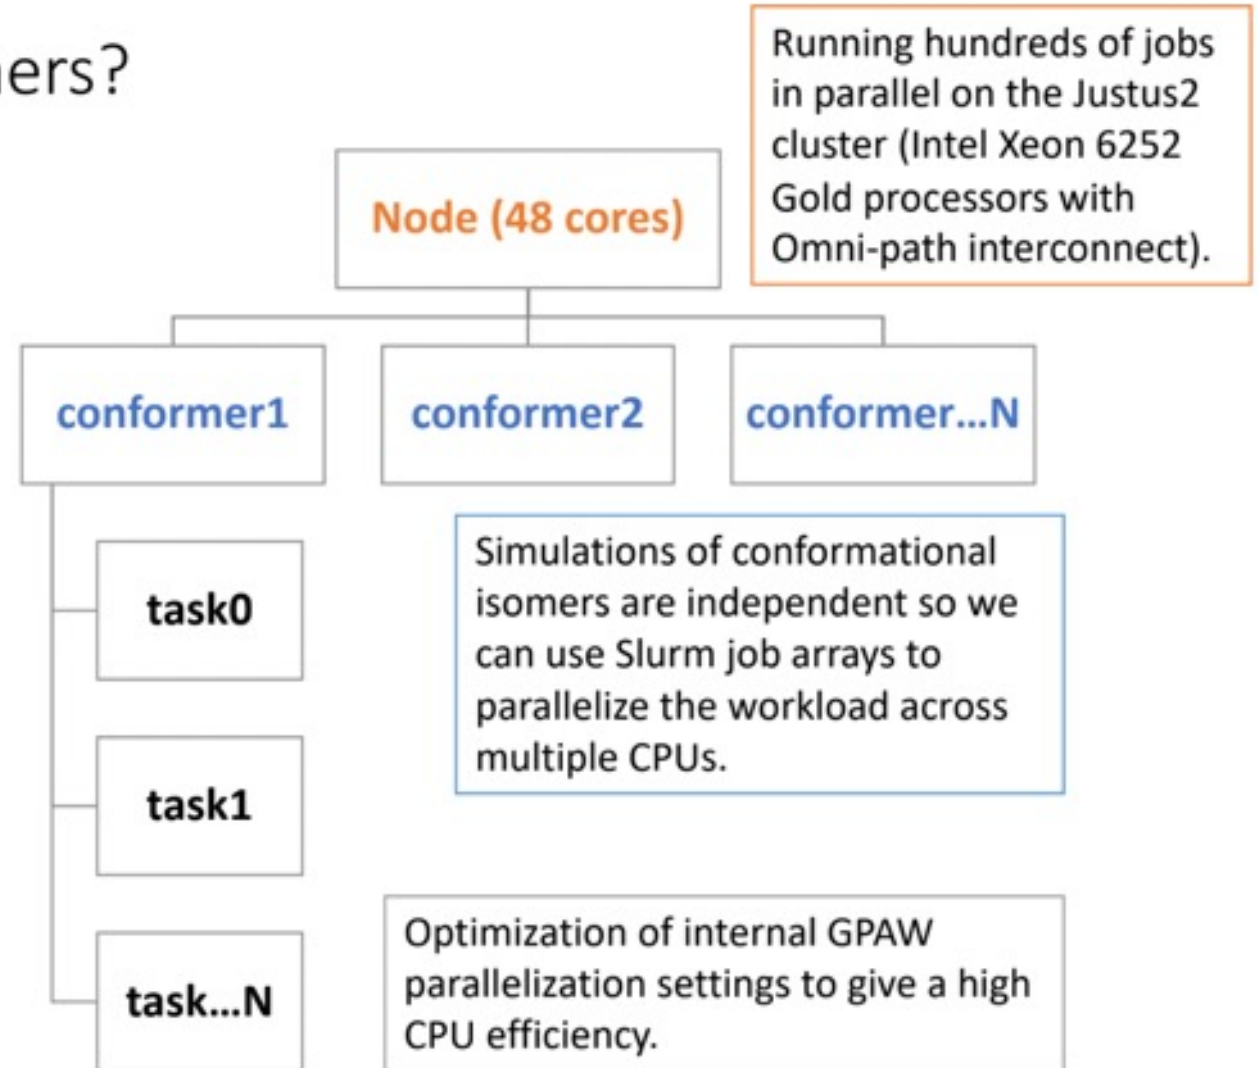 ers?
Running hundreds of jobs
in parallel on the Justus2
cluster (Intel Xeon 6252
Gold processors with
Omni-path interconnect).
Node (48 cores)
conformer1
conformer2
conformer...N
task0
task1
task...N
Simulations of conformational
isomers are independent so we
can use Slurm job arrays to
parallelize the workload across
multiple CPUs.
Optimization of internal GPAW
parallelization settings to give a high
CPU efficiency.